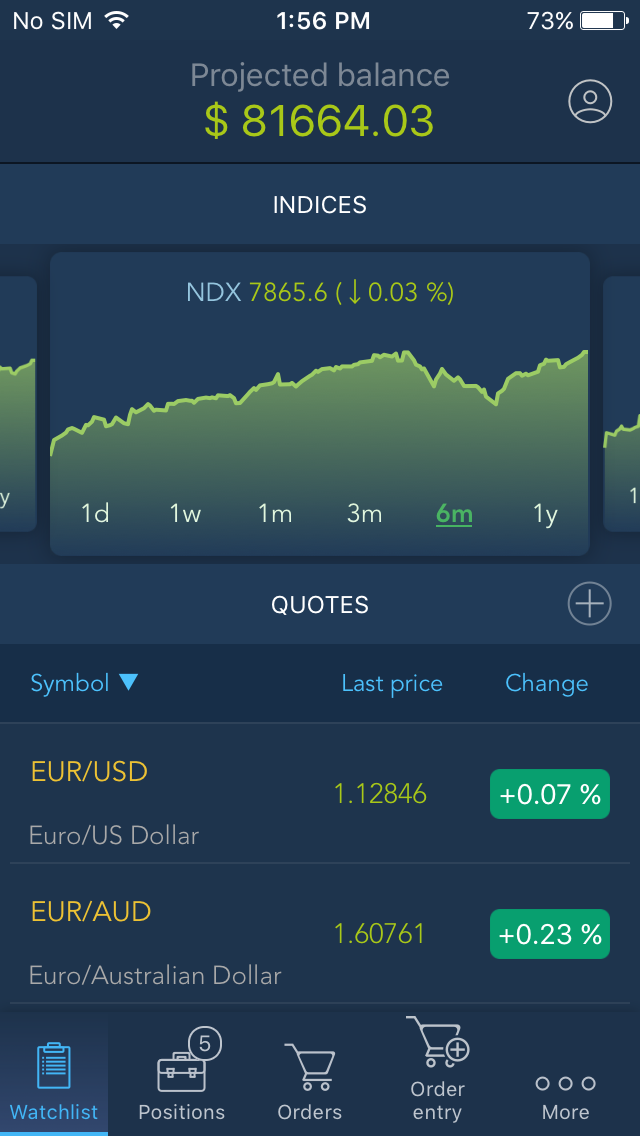 No SIM 1:56 PM 73%
Projected balance
$ 81664.03
INDICES
NDX 7865.6 (↓0.03 %)
y 1d 1w 1m 3m 6m 1y 1
QUOTES
Symbol ▼ Last price Change
EUR/USD
1.12846 +0.07 %
Euro/US Dollar
EUR/AUD
1.60761 +0.23 %
Euro/Australian Dollar
5
Watchlist Positions Orders Order entry More